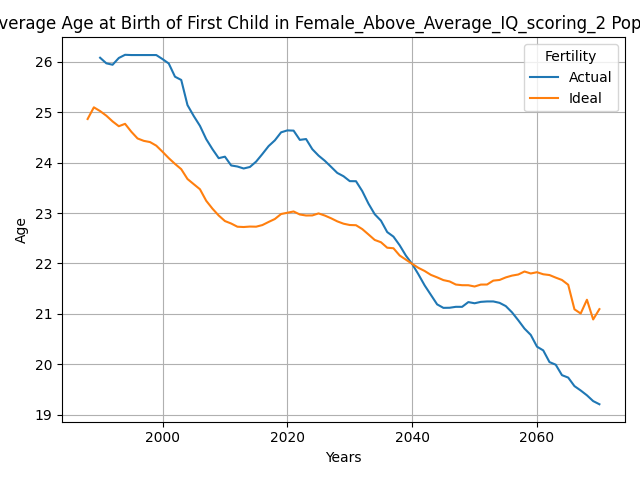 verage Age at Birth of First Child in Female_Above_Average_IQ_scoring_2 Pop
Fertility
Actual
Ideal
26
25
24
23
22
21
20
19
Age
2000
2020
2040
2060
Years